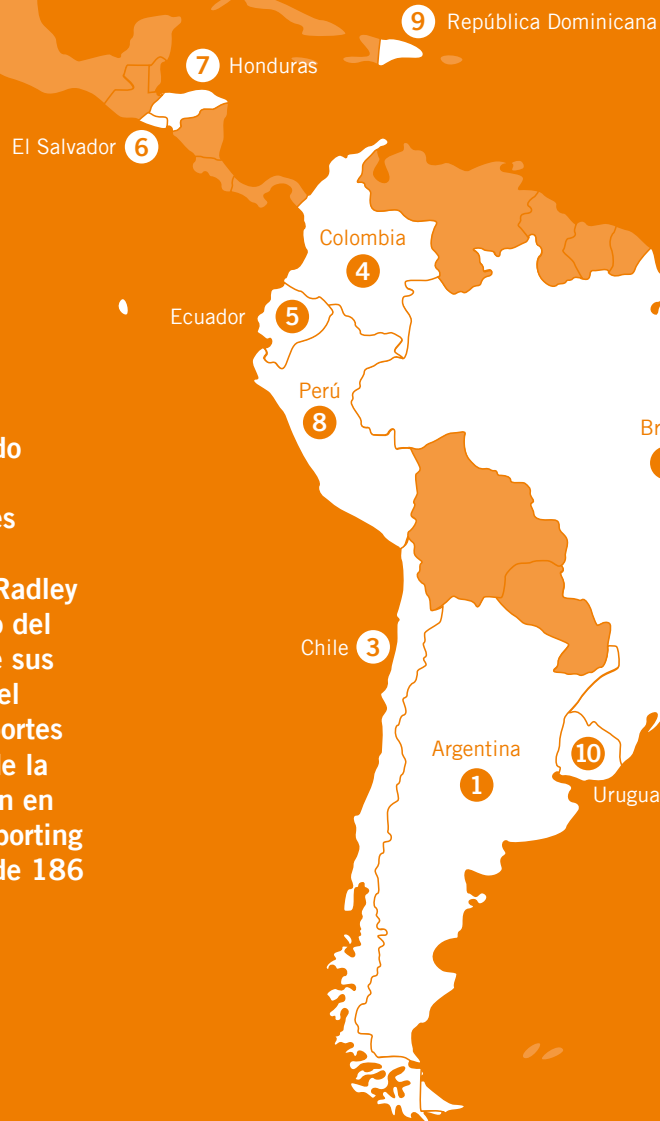 9 República Dominicana
7 Honduras
El Salvador 6
Colombia
4
Ecuador 5
Perú
8
Br
do
es
Radley
o del
e sus
el
ortes
de la
n en
porting
de 186
Chile 3
Argentina
1
10
Urugua